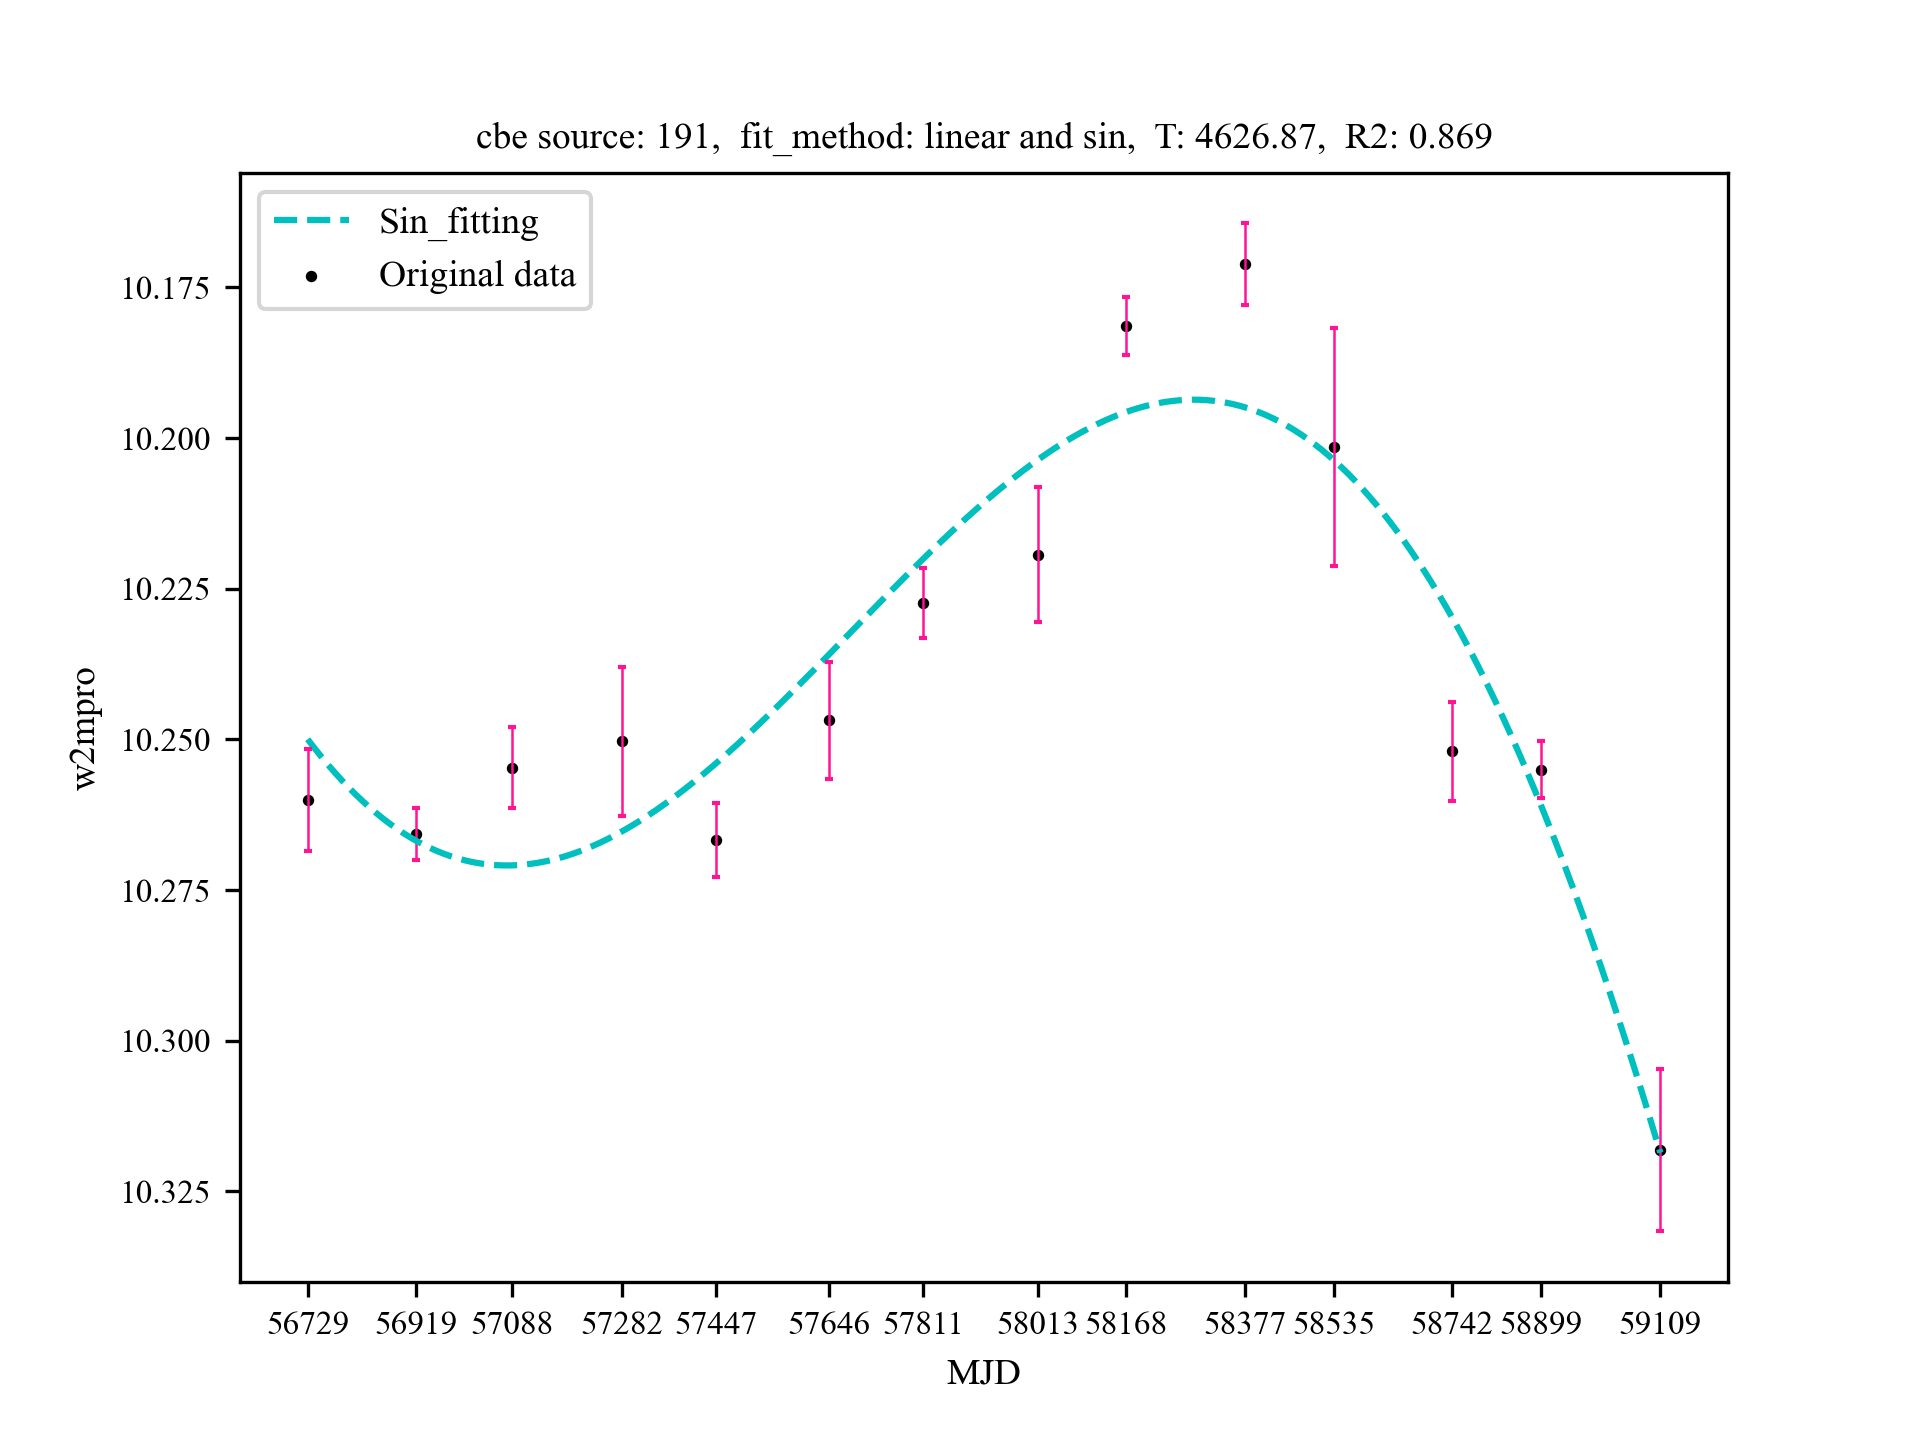 cbe source: 191,  fit_method: linear and sin,  T: 4626.87,  R2: 0.869
Sin_fitting
Original data
10.175
10.200
10.225
10.250
10.275
10.300
10.325
w2mpro
56729 56919 57088 57282 57447 57646 57811 58013 58168 58377 58535 58742 58899 59109
MJD